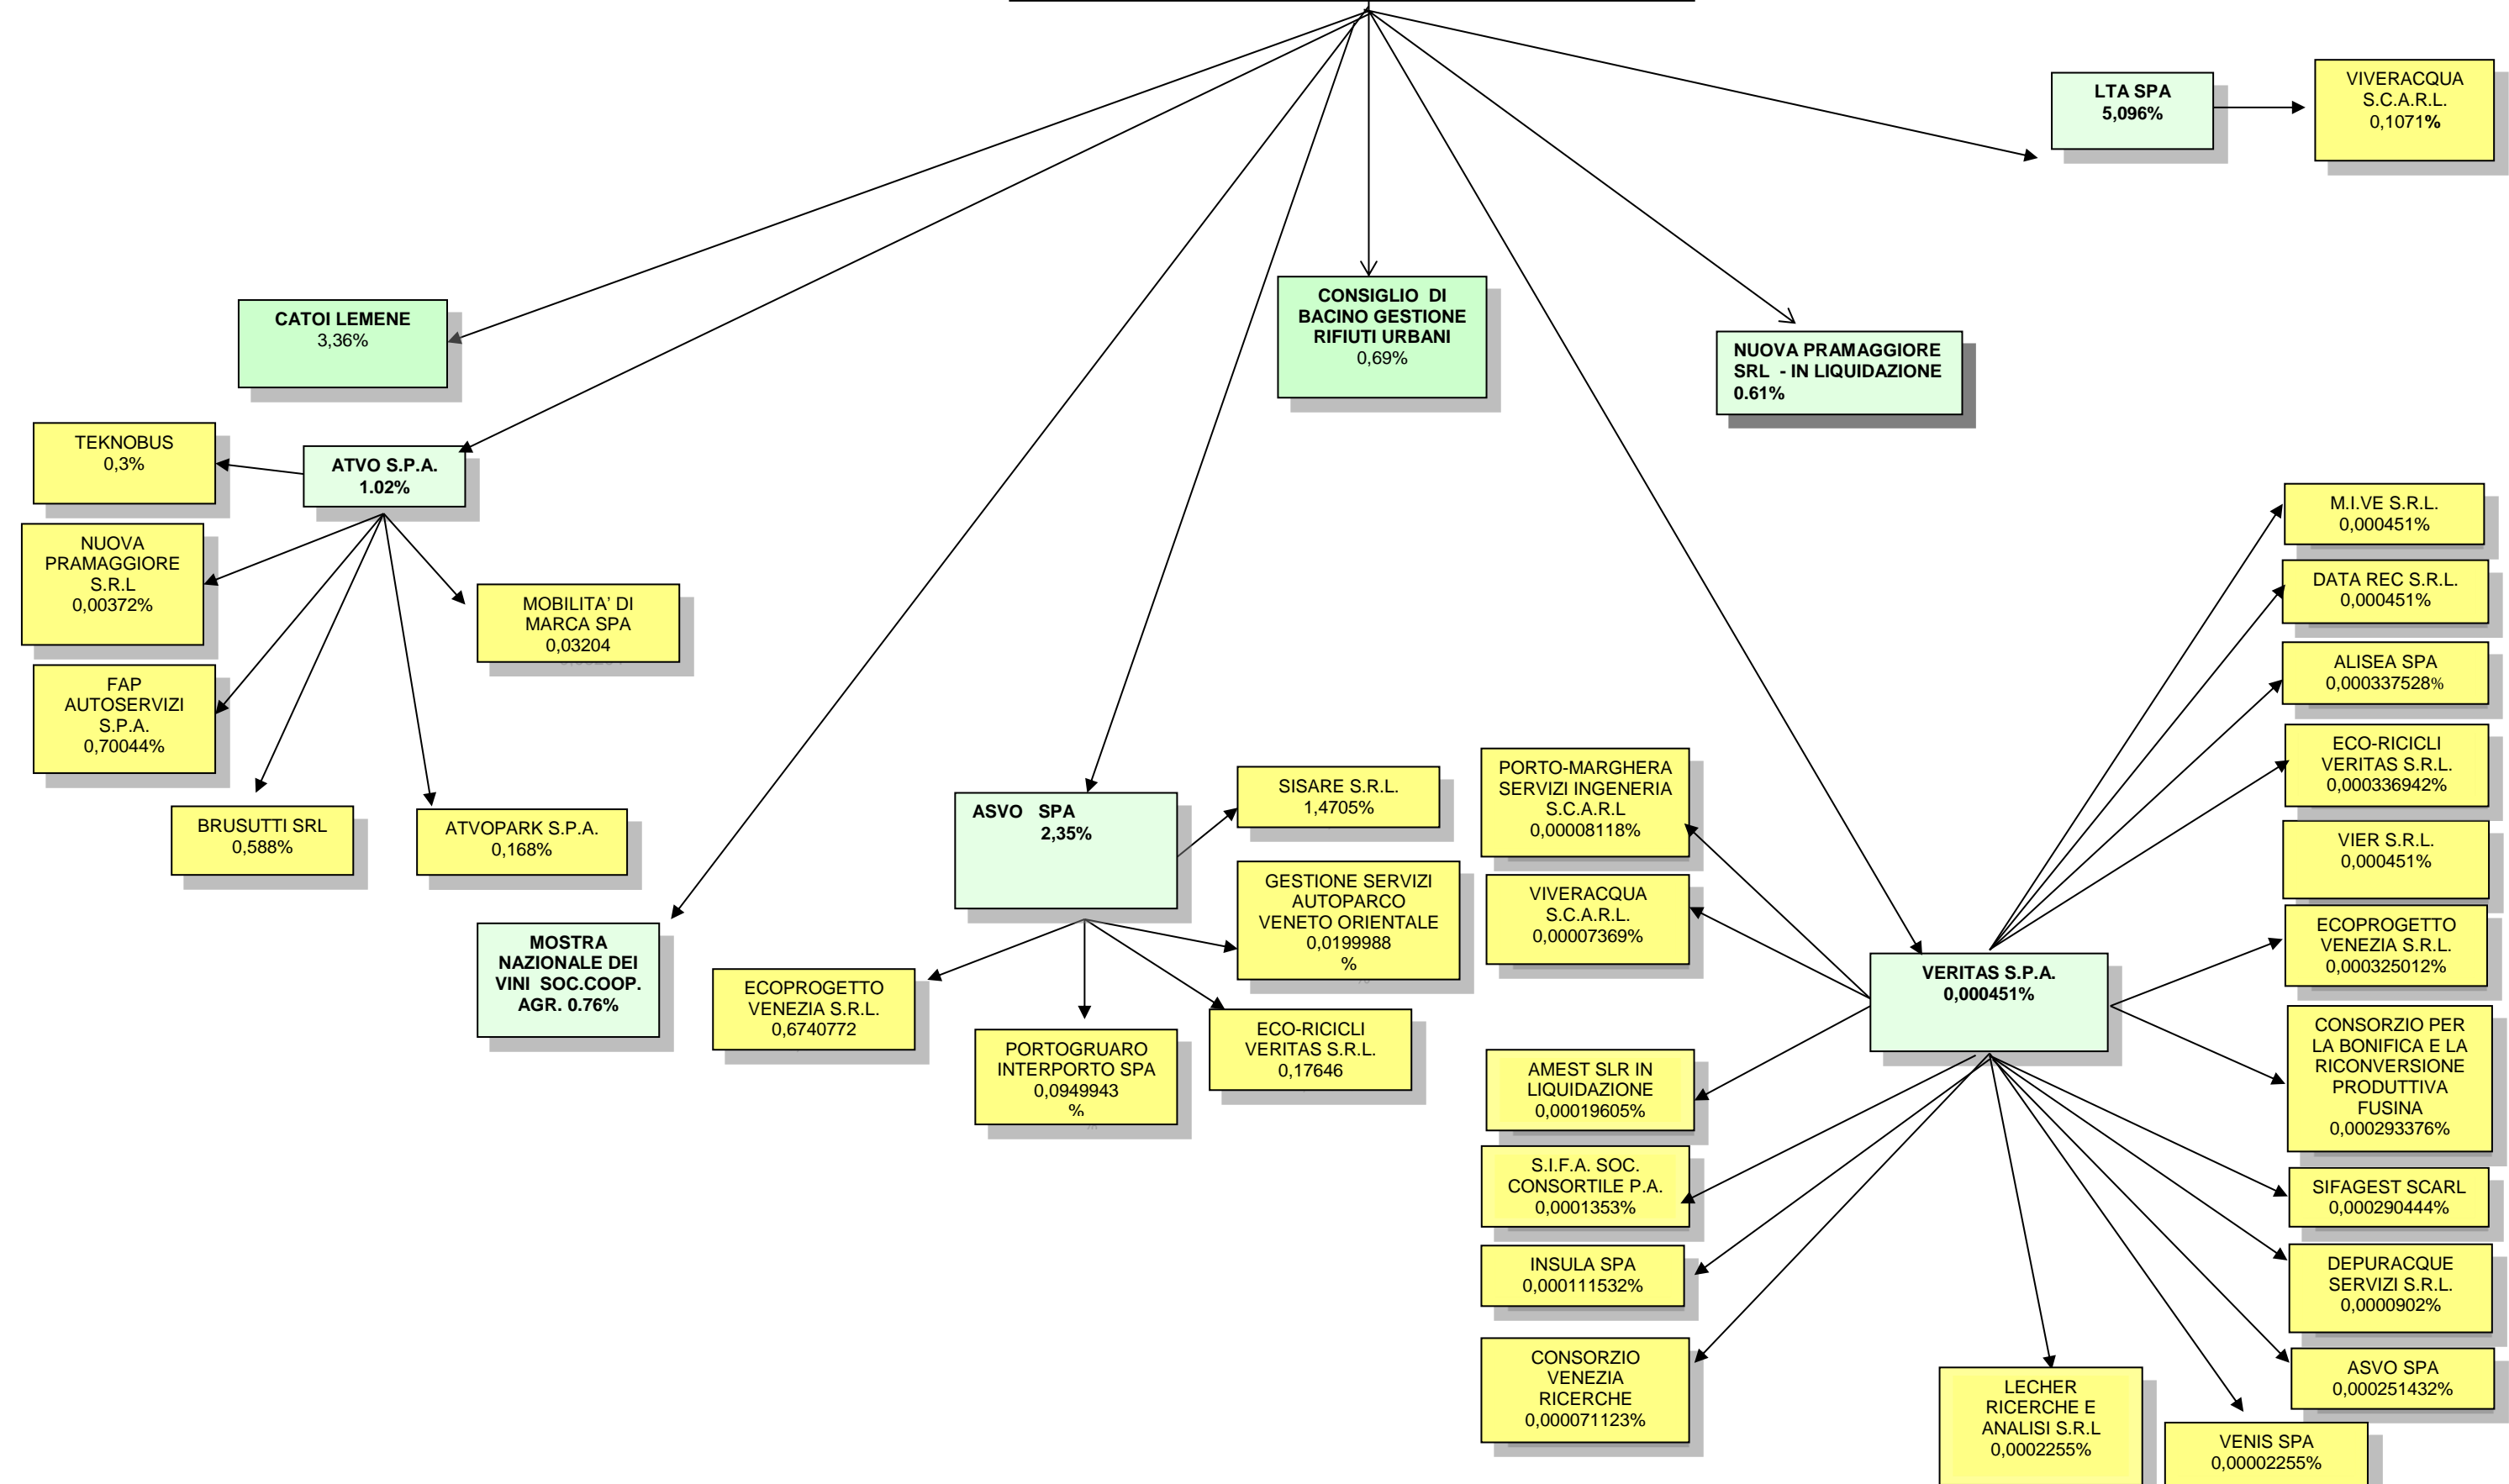 LTA SPA
5,096%
VIVERACQUA
S.C.A.R.L.
0,1071%
CATOI LEMENE
3,36%
CONSIGLIO DI
BACINO GESTIONE
RIFIUTI URBANI
0,69%
NUOVA PRAMAGGIORE
SRL - IN LIQUIDAZIONE
0.61%
TEKNOBUS
0,3%
ATVO S.P.A.
1.02%
NUOVA
PRAMAGGIORE
S.R.L
0,00372%
MOBILITA’ DI
MARCA SPA
0,03204
FAP
AUTOSERVIZI
S.P.A.
0,70044%
BRUSUTTI SRL
0,588%
ATVOPARK S.P.A.
0,168%
MOSTRA
NAZIONALE DEI
VINI SOC.COOP.
AGR. 0.76%
ASVO SPA
2,35%
SISARE S.R.L.
1,4705%
GESTIONE SERVIZI
AUTOPARCO
VENETO ORIENTALE
0,0199988
%
ECOPROGETTO
VENEZIA S.R.L.
0,6740772
PORTOGRUARO
INTERPORTO SPA
0,0949943
%
ECO-RICICLI
VERITAS S.R.L.
0,17646
PORTO-MARGHERA
SERVIZI INGENERIA
S.C.A.R.L
0,00008118%
VIVERACQUA
S.C.A.R.L.
0,00007369%
VERITAS S.P.A.
0,000451%
AMEST SLR IN
LIQUIDAZIONE
0,00019605%
S.I.F.A. SOC.
CONSORTILE P.A.
0,0001353%
INSULA SPA
0,000111532%
CONSORZIO
VENEZIA
RICERCHE
0,000071123%
M.I.VE S.R.L.
0,000451%
DATA REC S.R.L.
0,000451%
ALISEA SPA
0,000337528%
ECO-RICICLI
VERITAS S.R.L.
0,000336942%
VIER S.R.L.
0,000451%
ECOPROGETTO
VENEZIA S.R.L.
0,000325012%
CONSORZIO PER
LA BONIFICA E LA
RICONVERSIONE
PRODUTTIVA
FUSINA
0,000293376%
SIFAGEST SCARL
0,000290444%
DEPURACQUE
SERVIZI S.R.L.
0,0000902%
ASVO SPA
0,000251432%
LECHER
RICERCHE E
ANALISI S.R.L
0,0002255%
VENIS SPA
0,00002255%